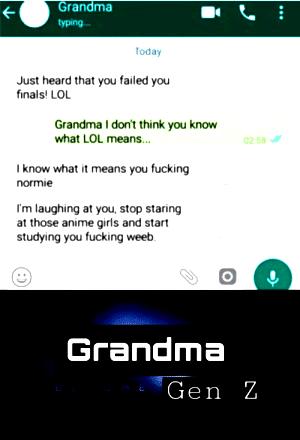 Grandma
typing...
Today
Just heard that you failed you
finals! LOL
Grandma I don't think you know
what LOL means...
02:58
I know what it means you fucking
normie
I'm laughing at you, stop staring
at those anime girls and start
studying you fucking weeb.
Grandma
Gen Z